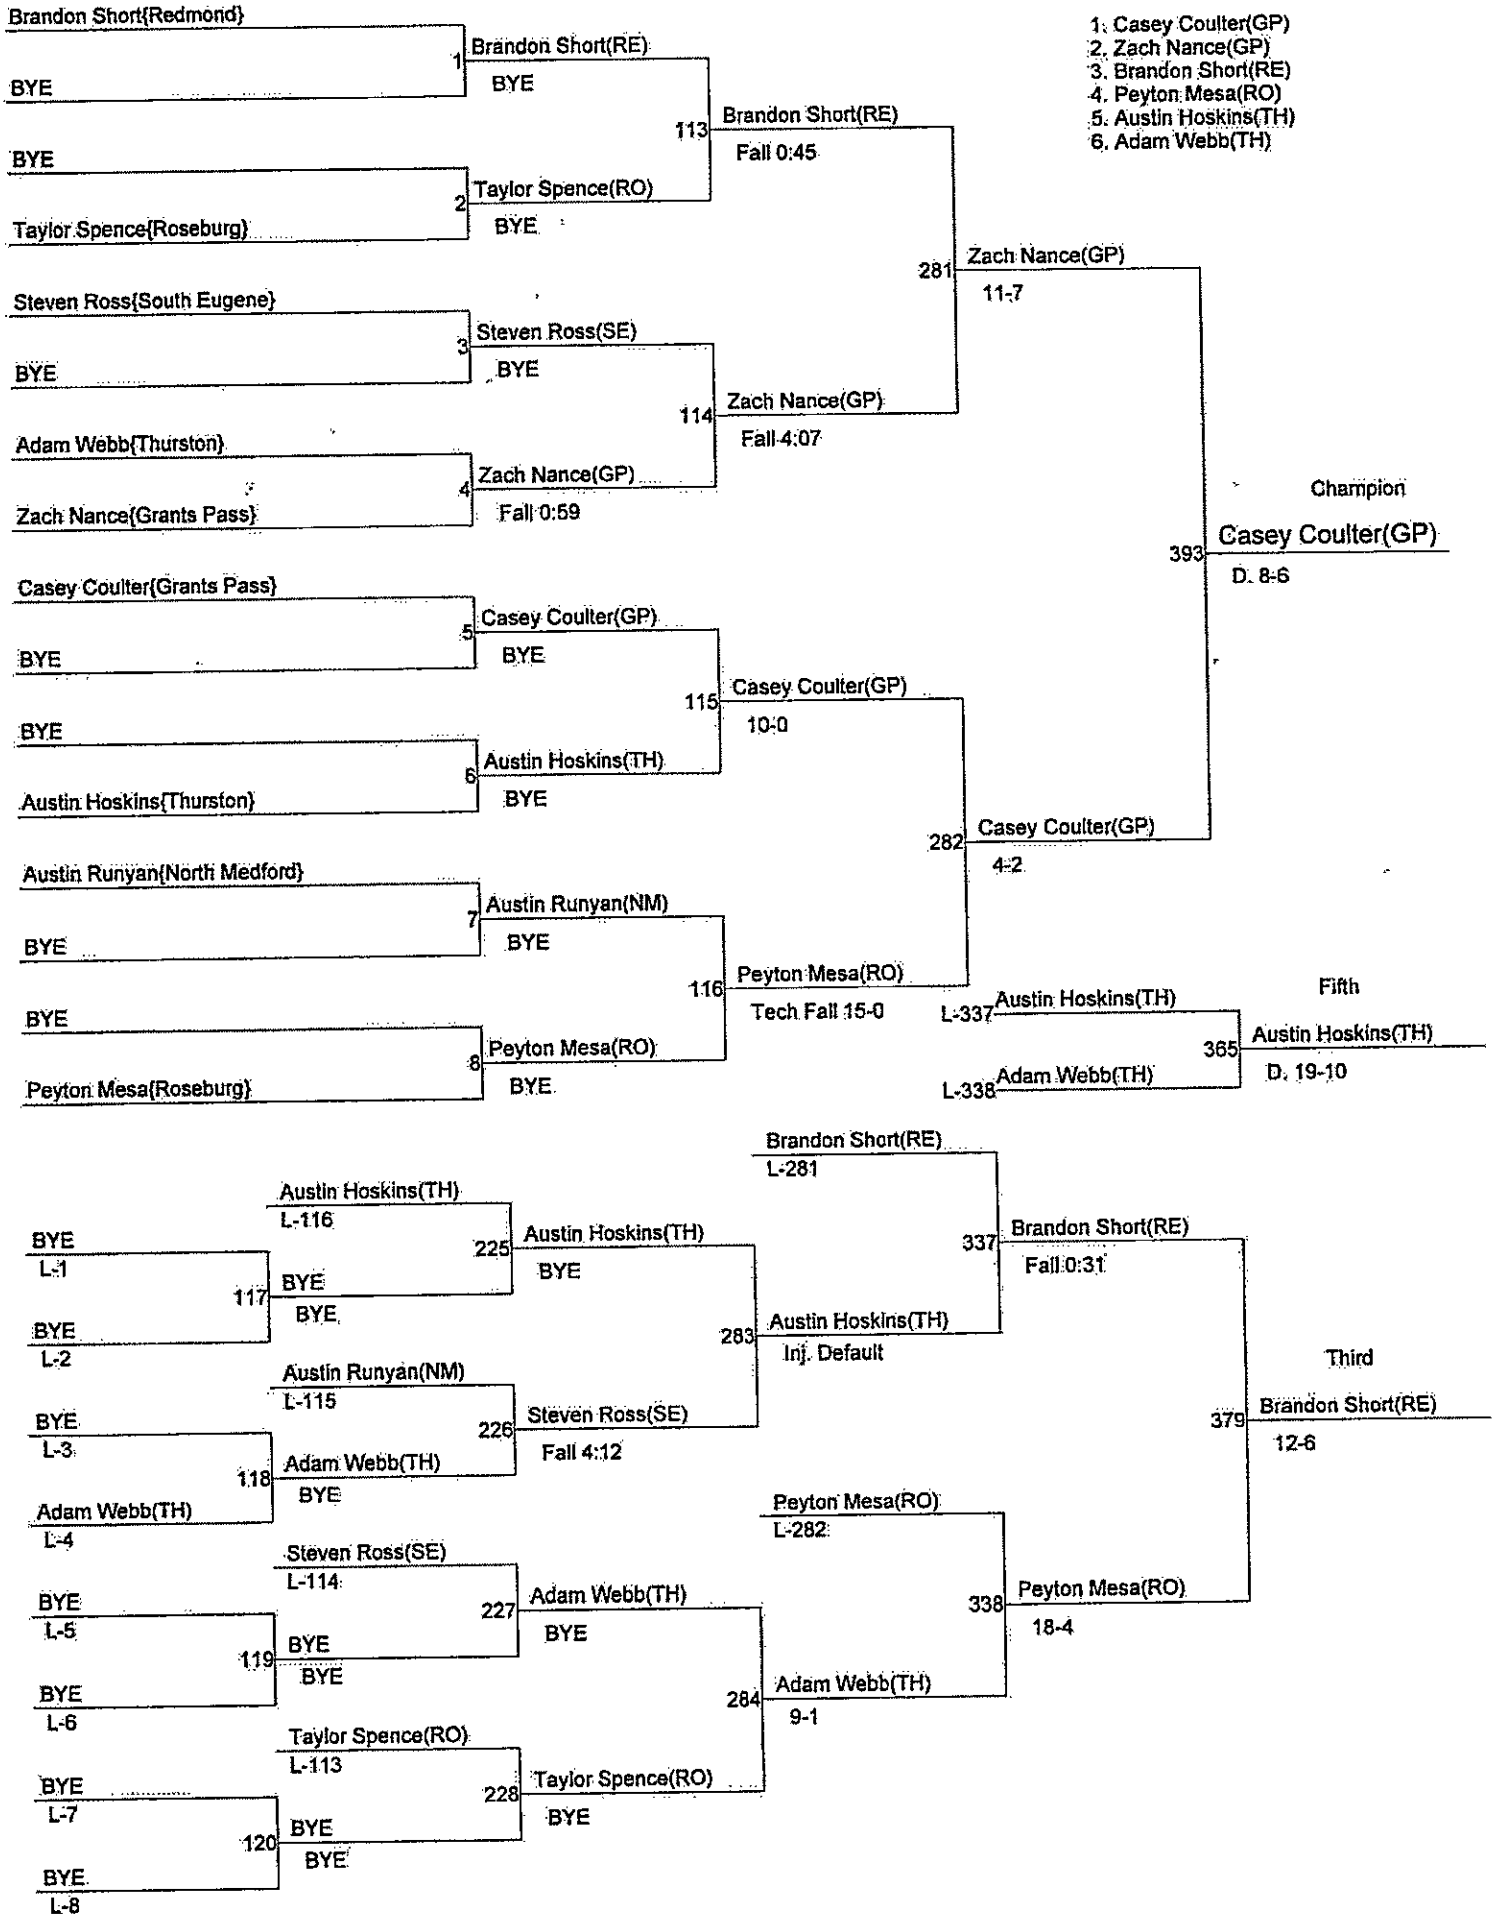 Brandon Short{Redmond}
1
Brandon Short(RE)
BYE
BYE
113
Brandon Short(RE)
Fall 0:45
BYE
2
Taylor Spence(RO)
BYE
Taylor Spence{Roseburg}
281
Zach Nance(GP)
11-7
Steven Ross{South Eugene}
3
Steven Ross(SE)
BYE
BYE
114
Zach Nance(GP)
Fall 4:07
Adam Webb{Thurston}
4
Zach Nance(GP)
Fall 0:59
Zach Nance{Grants Pass}
1. Casey Coulter(GP)
2. Zach Nance(GP)
3. Brandon Short(RE)
4. Peyton Mesa(RO)
5. Austin Hoskins(TH)
6. Adam Webb(TH)
Champion
393
Casey Coulter(GP)
D. 8-6
Casey Coulter{Grants Pass}
5
Casey Coulter(GP)
BYE
BYE
115
Casey Coulter(GP)
10-0
BYE
6
Austin Hoskins(TH)
BYE
Austin Hoskins{Thurston}
282
Casey Coulter(GP)
4-2
Austin Runyan{North Medford}
7
Austin Runyan(NM)
BYE
BYE
116
Peyton Mesa(RO)
Tech Fall 15-0
BYE
8
Peyton Mesa(RO)
BYE
Peyton Mesa{Roseburg}
Fifth
L-337
Austin Hoskins(TH)
365
Austin Hoskins(TH)
D. 19-10
L-338
Adam Webb(TH)
Brandon Short(RE)
L-281
Austin Hoskins(TH)
L-116
225
Austin Hoskins(TH)
BYE
BYE
L-1
117
BYE
BYE
BYE
L-2
337
Brandon Short(RE)
Fall 0:31
283
Austin Hoskins(TH)
Inj. Default
Austin Runyan(NM)
L-115
226
Steven Ross(SE)
Fall 4:12
BYE
L-3
118
Adam Webb(TH)
BYE
Adam Webb(TH)
L-4
Third
379
Brandon Short(RE)
12-6
Peyton Mesa(RO)
L-282
Steven Ross(SE)
L-114
227
Adam Webb(TH)
BYE
BYE
L-5
119
BYE
BYE
BYE
L-6
338
Peyton Mesa(RO)
18-4
284
Adam Webb(TH)
9-1
Taylor Spence(RO)
L-113
228
Taylor Spence(RO)
BYE
BYE
L-7
120
BYE
BYE
BYE
L-8